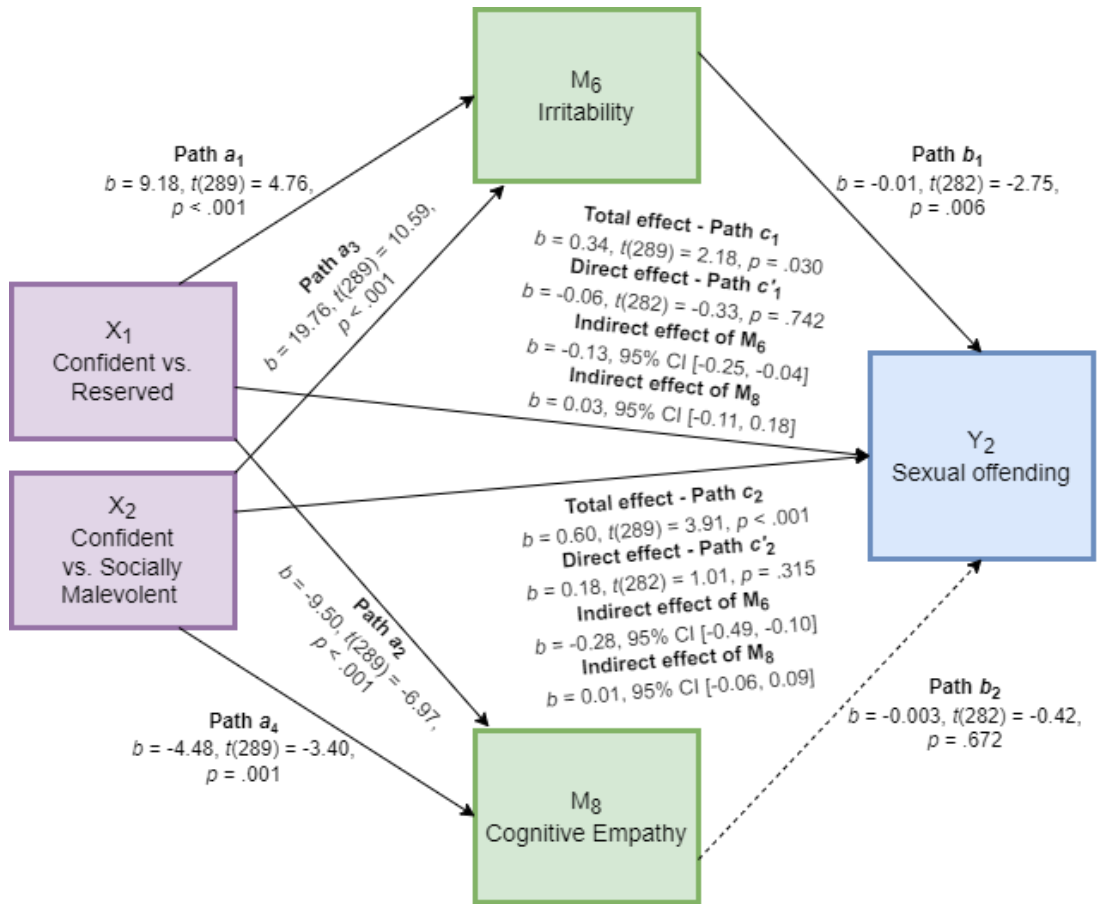 M6
Irritability
Path a1
b = 9.18, t(289) = 4.76,
p < .001
Path b1
b = -0.01, t(282) = -2.75,
p = .006
Path a3
b = 19.76, t(289) = 10.59,
p < .001
Total effect - Path c1
b = 0.34, t(289) = 2.18, p = .030
Direct effect - Path c'1
b = -0.06, t(282) = -0.33, p = .742
Indirect effect of M6
b = -0.13, 95% CI [-0.25, -0.04]
Indirect effect of M8
b = 0.03, 95% CI [-0.11, 0.18]
X1
Confident vs.
Reserved
Y2
Sexual offending
X2
Confident
vs. Socially
Malevolent
Total effect - Path c2
b = 0.60, t(289) = 3.91, p < .001
Direct effect - Path c'2
b = 0.18, t(282) = 1.01, p = .315
Indirect effect of M6
b = -0.28, 95% CI [-0.49, -0.10]
Indirect effect of M8
b = 0.01, 95% CI [-0.06, 0.09]
Path a2
b = -9.50, t(289) = -6.97,
p < .001
Path a4
b = -4.48, t(289) = -3.40,
p = .001
Path b2
b = -0.003, t(282) = -0.42,
p = .672
M8
Cognitive Empathy